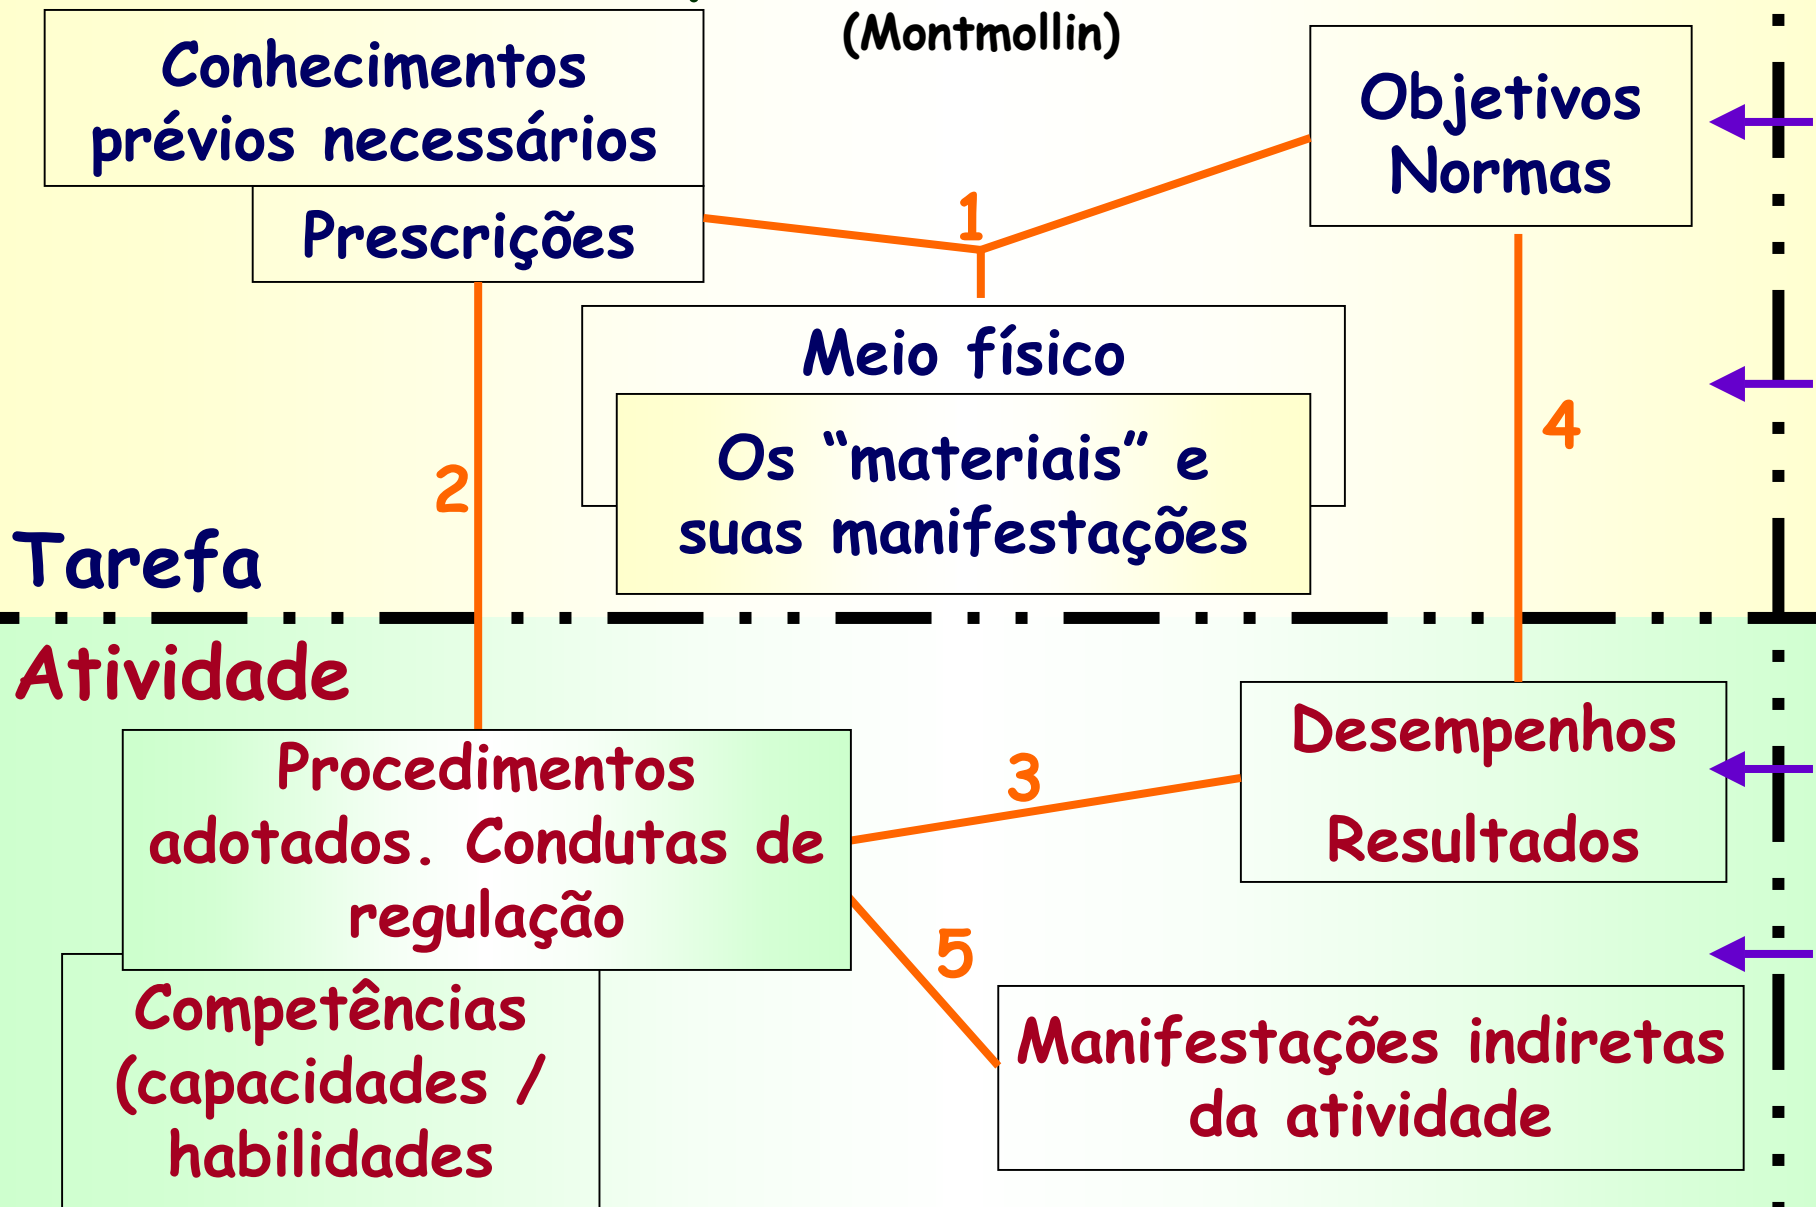 (Montmollin)
Conhecimentos
prévios necessários
Prescrições
Objetivos
Normas
1
Meio físico
Os “materiais” e
suas manifestações
2
4
Tarefa
Atividade
Procedimentos
adotados. Condutas de
regulação
3
Desempenhos
Resultados
5
Competências
(capacidades /
habilidades
Manifestações indiretas
da atividade